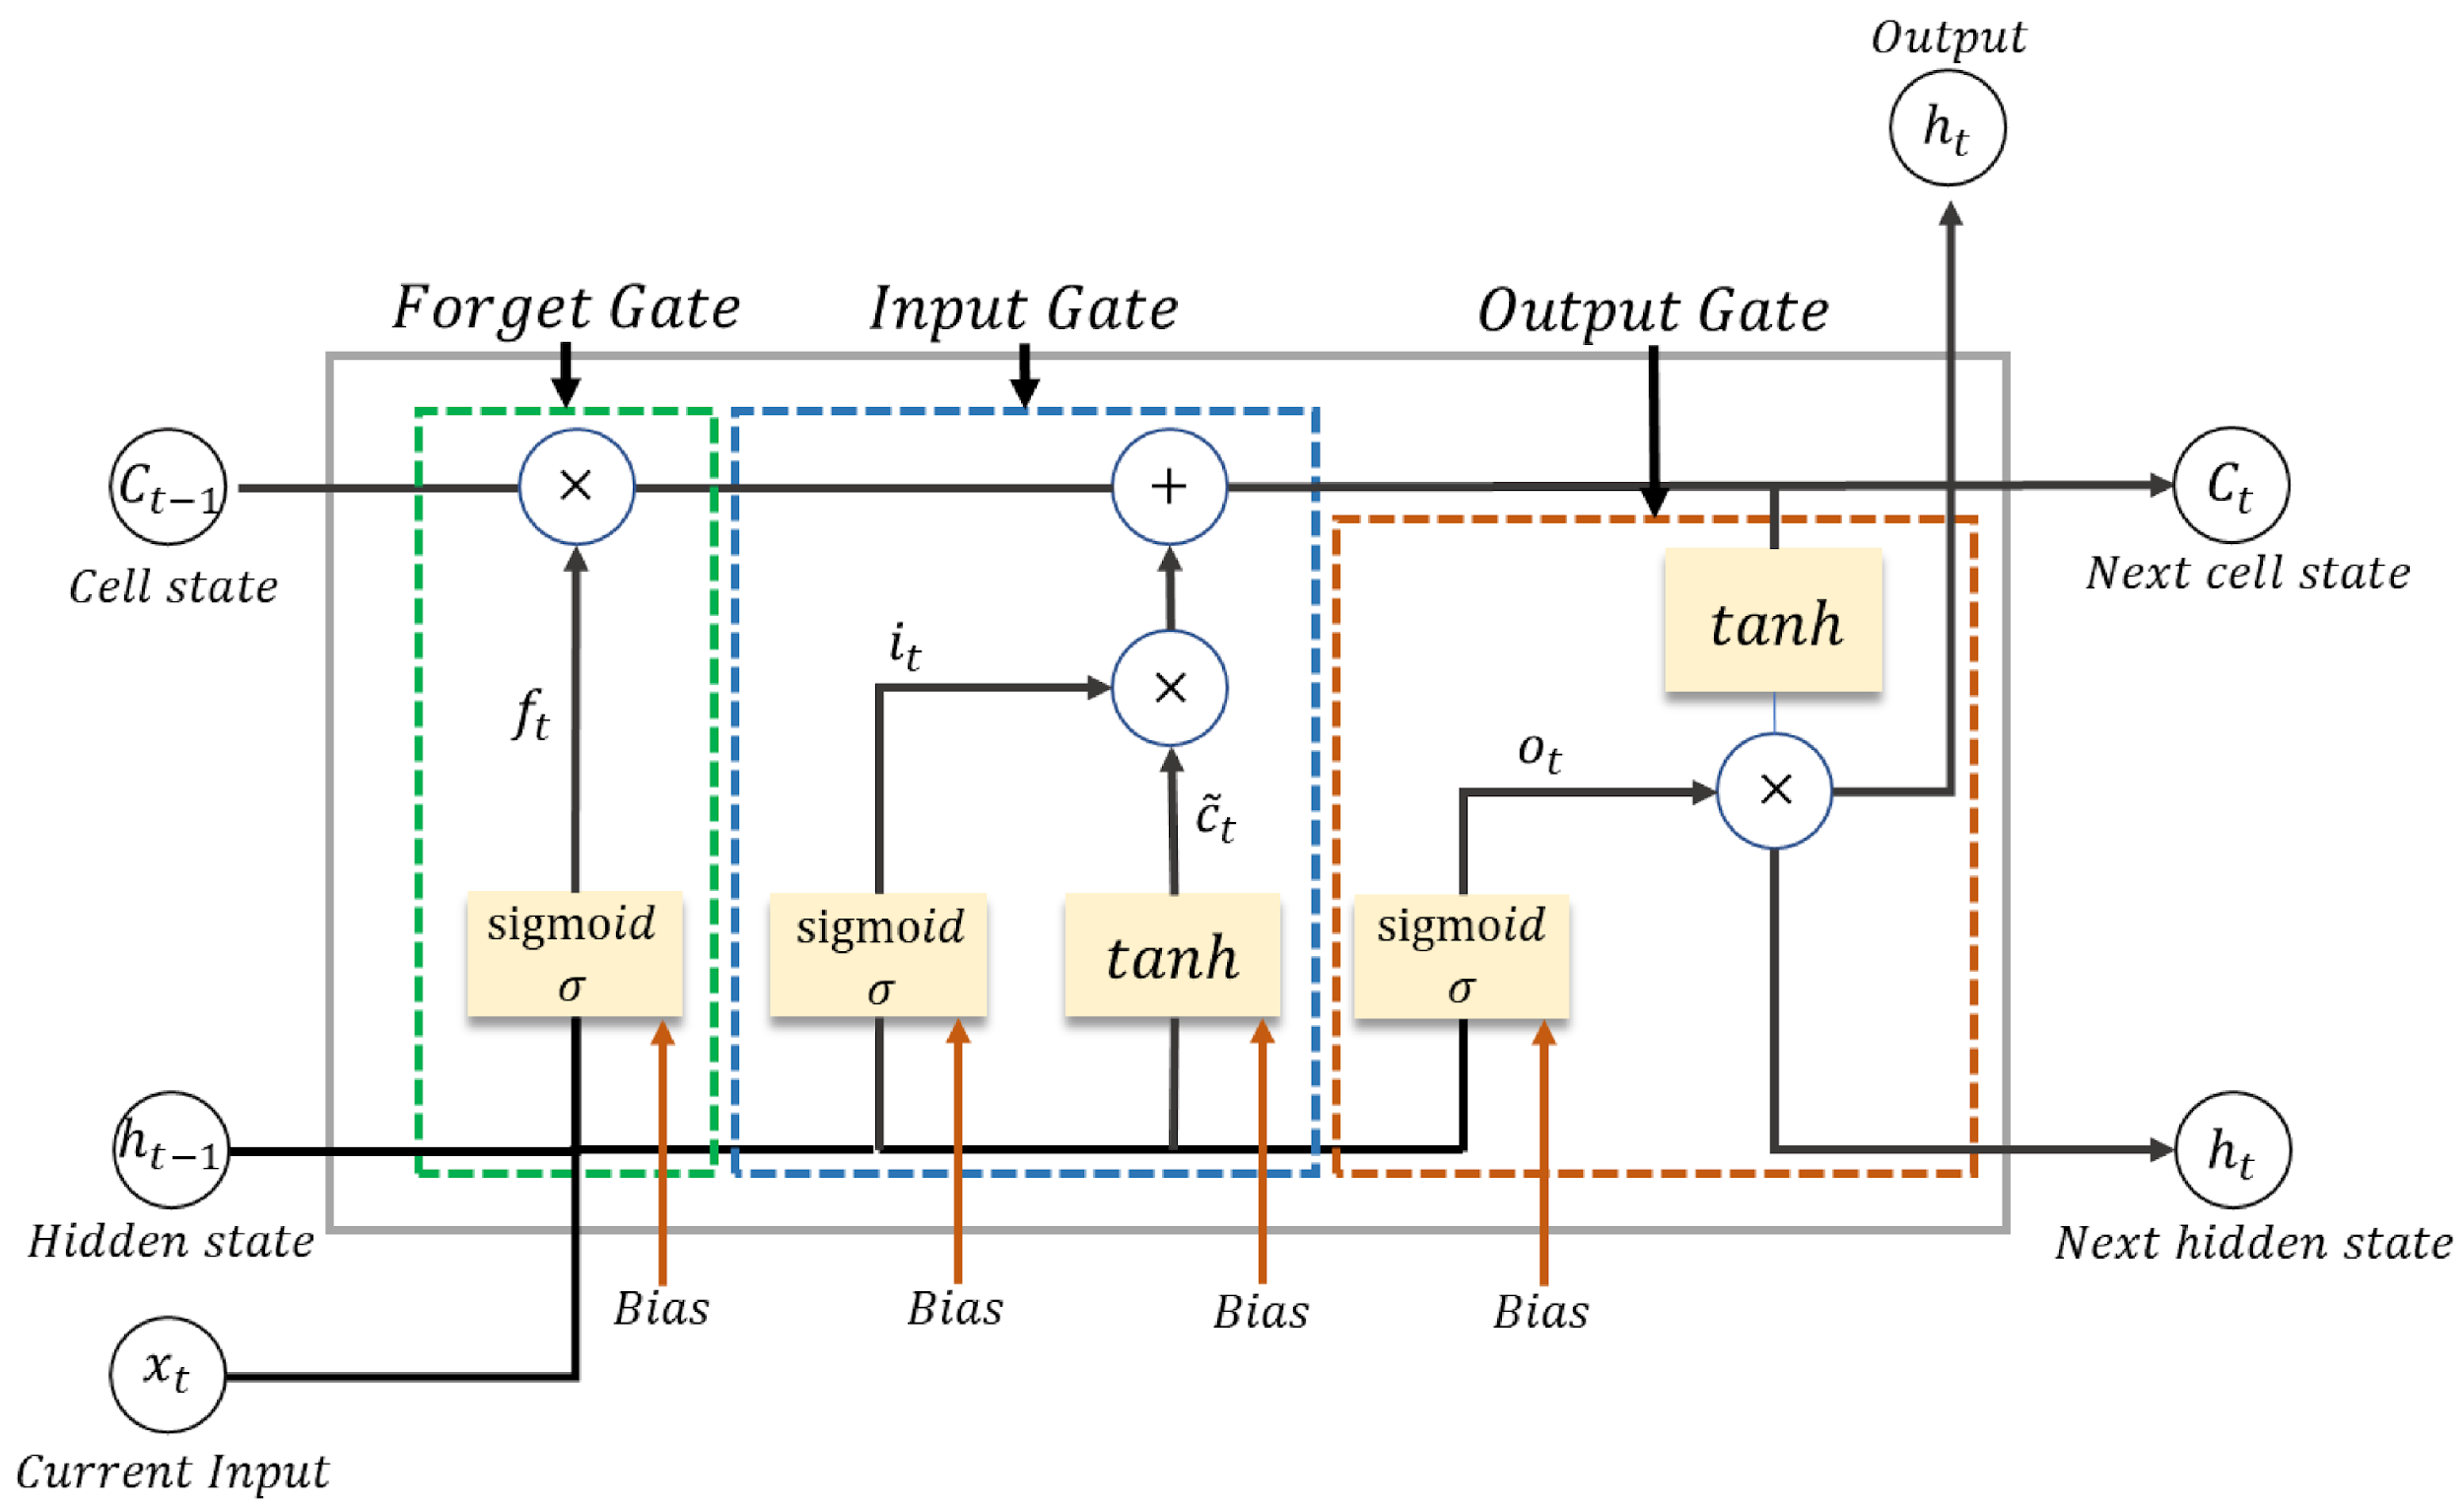 Output
h_t
Forget Gate
Input Gate
Output Gate
C_{t-1}
×
+
C_t
Cell state
Next cell state
tanh
i_t
×
f_t
o_t
×
c̃_t
sigmoid
σ
sigmoid
σ
tanh
sigmoid
σ
h_{t-1}
h_t
Hidden state
Next hidden state
Bias
Bias
Bias
Bias
x_t
Current Input